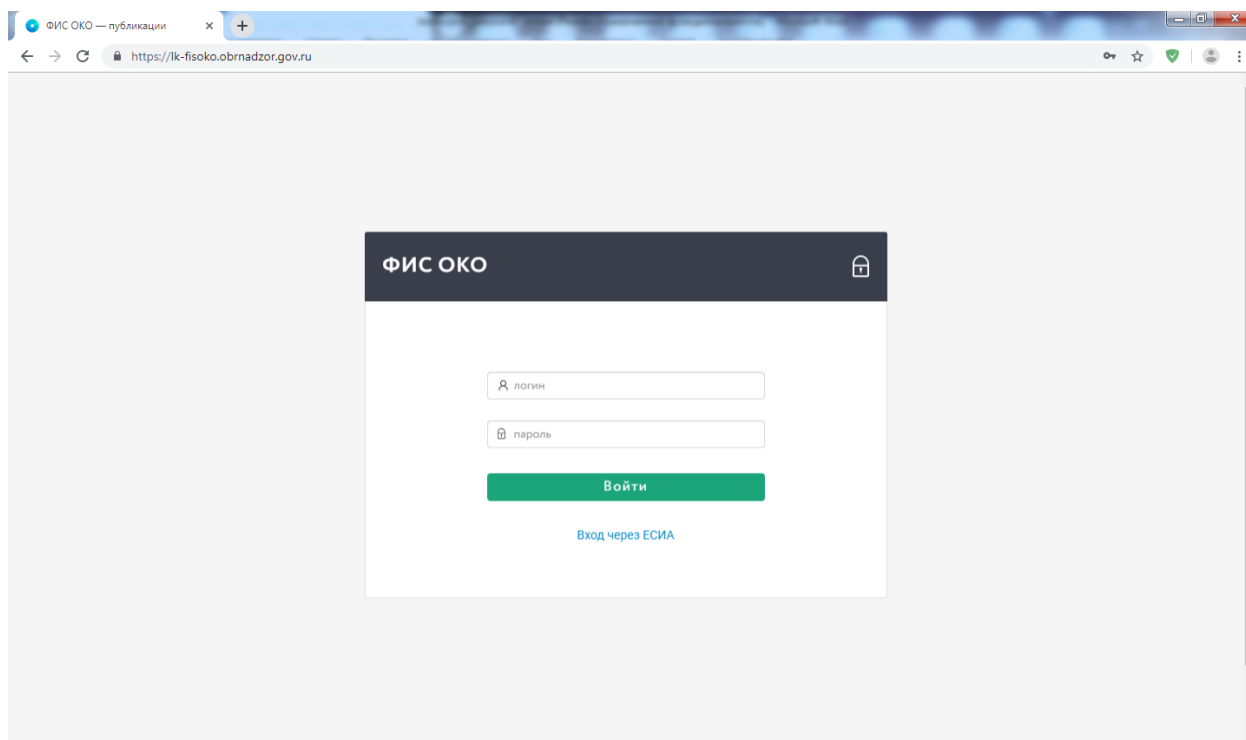 ФИС ОКО — публикации
https://lk-fisoko.obrnadzor.gov.ru
ФИС ОКО
логин
пароль
Войти
Вход через ЕСИА